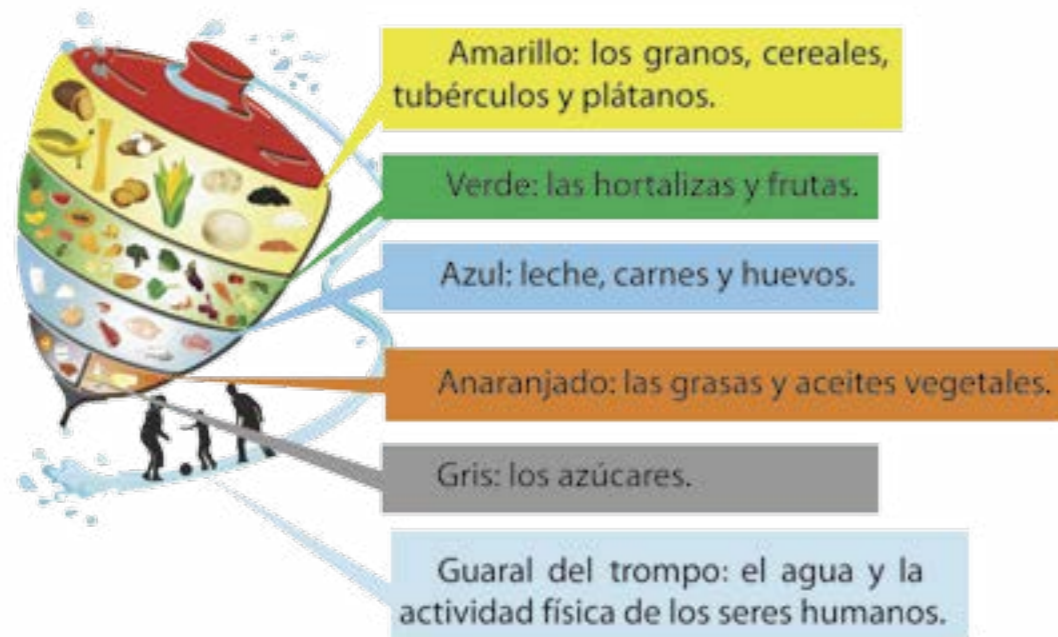 Amarillo: los granos, cereales,
tubérculos y plátanos.
Verde: las hortalizas y frutas.
Azul: leche, carnes y huevos.
Anaranjado: las grasas y aceites vegetales.
Gris: los azúcares.
Guaral del trompo: el agua y la
actividad física de los seres humanos.